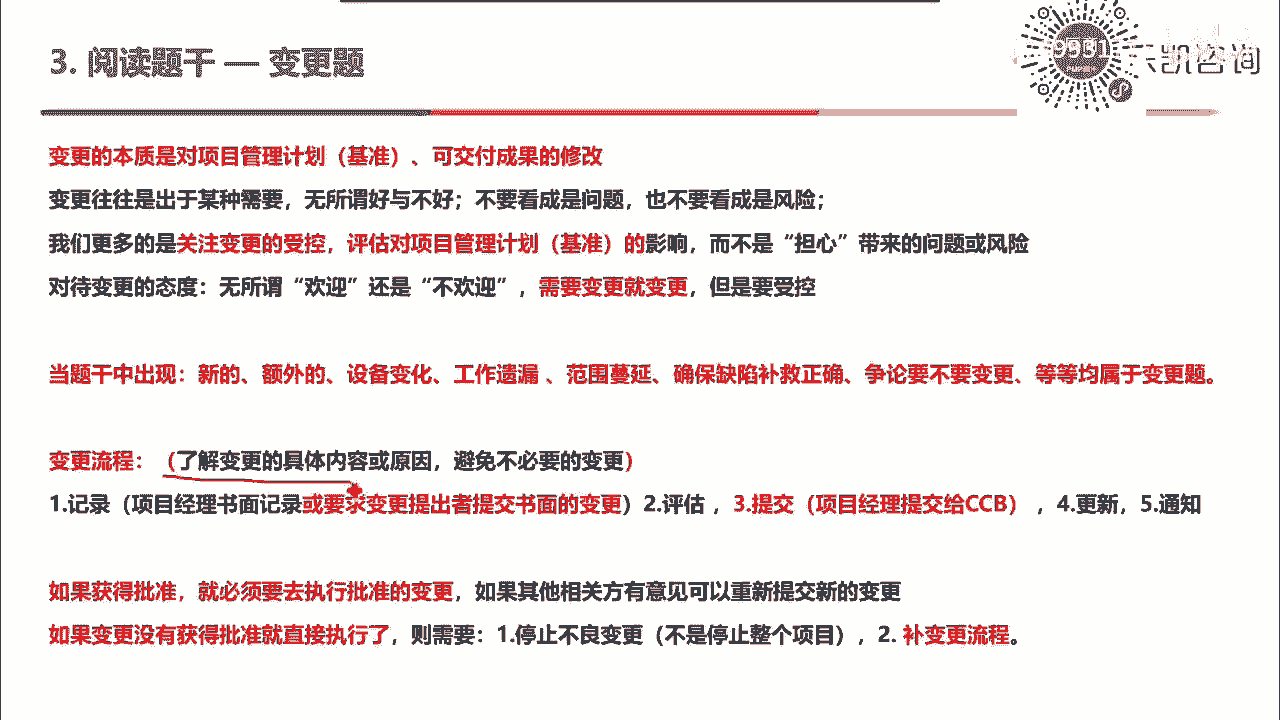 3. 阅读题干 — 变更题
凯咨询
变更的本质是对项目管理计划（基准）、可交付成果的修改
变更往往是出于某种需要，无所谓好与不好；不要看成是问题，也不要看成是风险；
我们更多的是关注变更的受控，评估对项目管理计划（基准）的影响，而不是“担心”带来的问题或风险
对待变更的态度：无所谓“欢迎”还是“不欢迎”，需要变更就变更，但是要受控
当题干中出现：新的、额外的、设备变化、工作遗漏 、范围蔓延、确保缺陷补救正确、争论要不要变更、等等均属于变更题。
变更流程：（了解变更的具体内容或原因，避免不必要的变更）
1.记录（项目经理书面记录或要求变更提出者提交书面的变更）2.评估 ，3.提交（项目经理提交给CCB） ，4.更新，5.通知
如果获得批准，就必须要去执行批准的变更，如果其他相关方有意见可以重新提交新的变更
如果变更没有获得批准就直接执行了，则需要：1.停止不良变更（不是停止整个项目），2. 补变更流程。